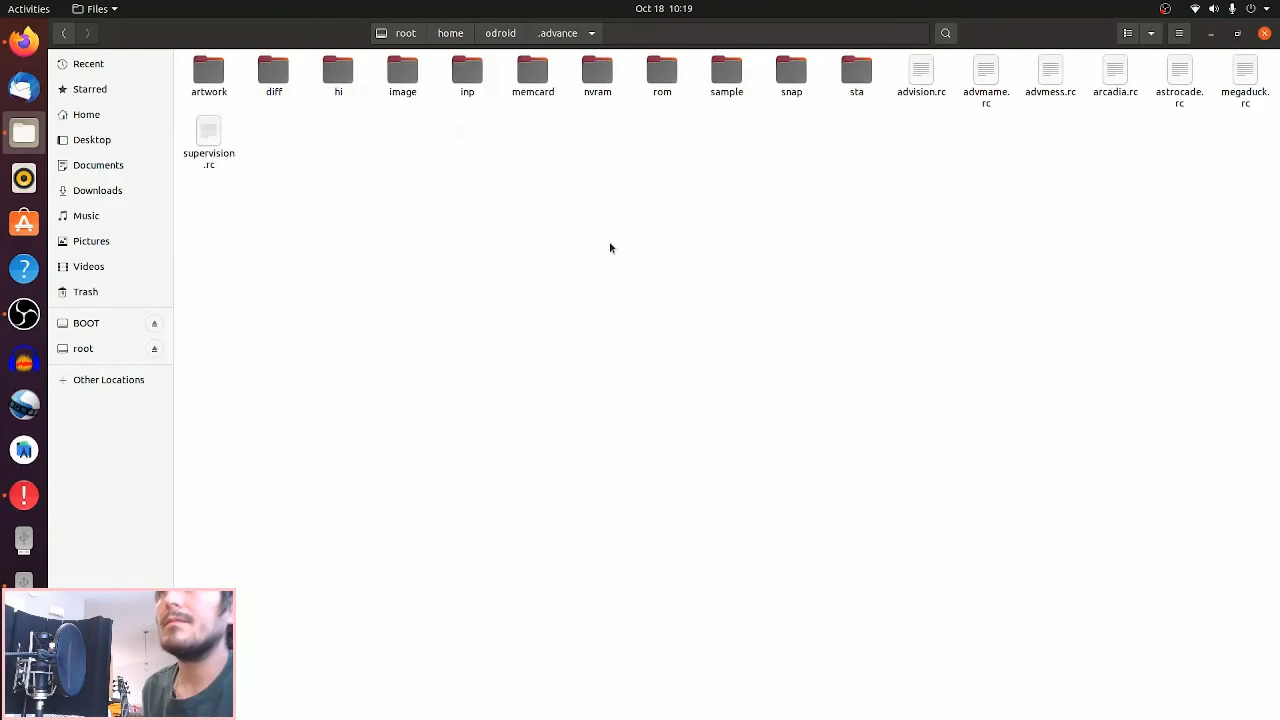 Activities
Files
Oct 18 10:19
root
home
odroid
.advance
Recent
Starred
Home
Desktop
Documents
Downloads
Music
Pictures
Videos
Trash
BOOT
root
+ Other Locations
artwork
diff
hi
image
inp
memcard
nvram
rom
sample
snap
sta
advision.rc
advmame.
rc
advmess.rc
arcadia.rc
astrocade.
rc
megaduck.
rc
supervision
.rc